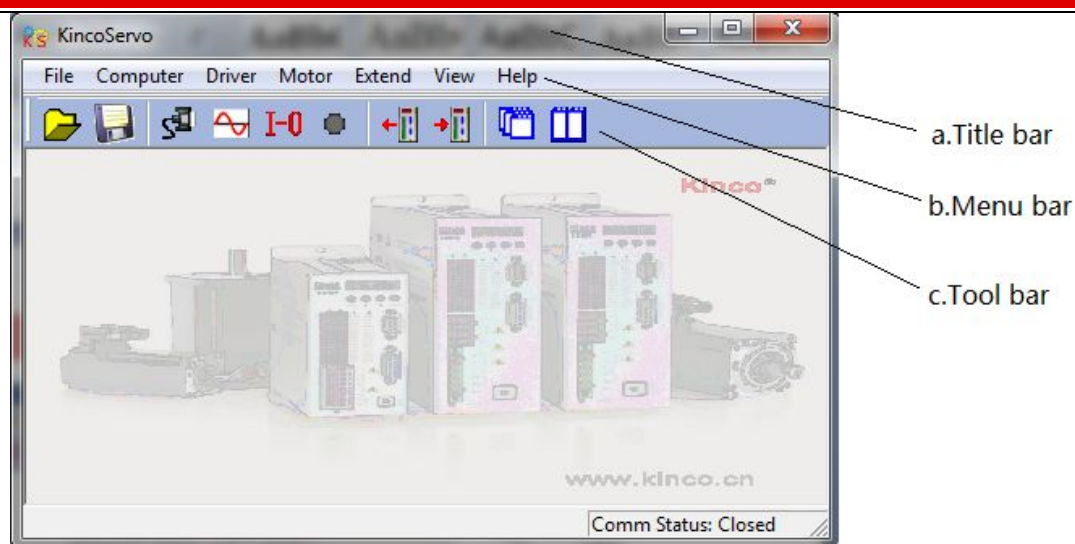 KincoServo
File Computer Driver Motor Extend View Help
I-0
a.Title bar
b.Menu bar
c.Tool bar
Kinco®
www.kinco.cn
Comm Status: Closed